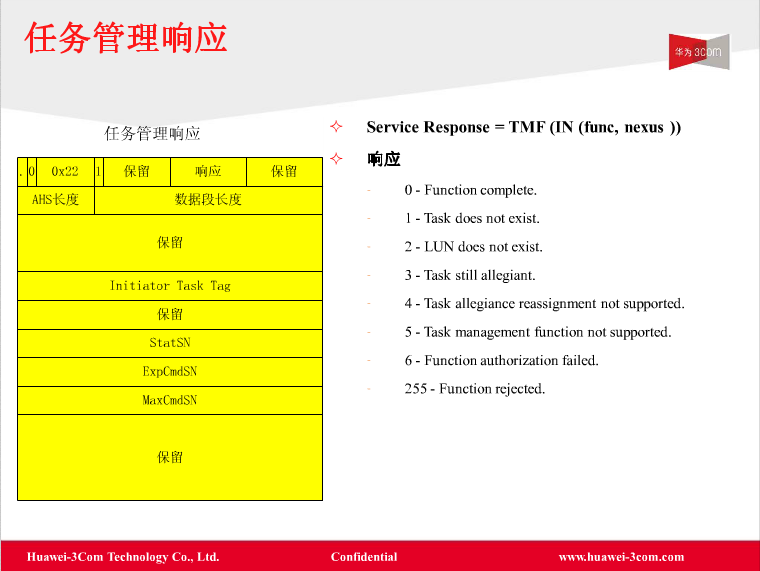 任务管理响应
华为 3COM
任务管理响应
. 0 0x22 1 保留 响应 保留
AHS长度 数据段长度
保留
Initiator Task Tag
保留
StatSN
ExpCmdSN
MaxCmdSN
保留
Service Response = TMF (IN (func, nexus ))
响应
- 0 - Function complete.
- 1 - Task does not exist.
- 2 - LUN does not exist.
- 3 - Task still allegiant.
- 4 - Task allegiance reassignment not supported.
- 5 - Task management function not supported.
- 6 - Function authorization failed.
- 255 - Function rejected.
Huawei-3Com Technology Co., Ltd. Confidential www.huawei-3com.com